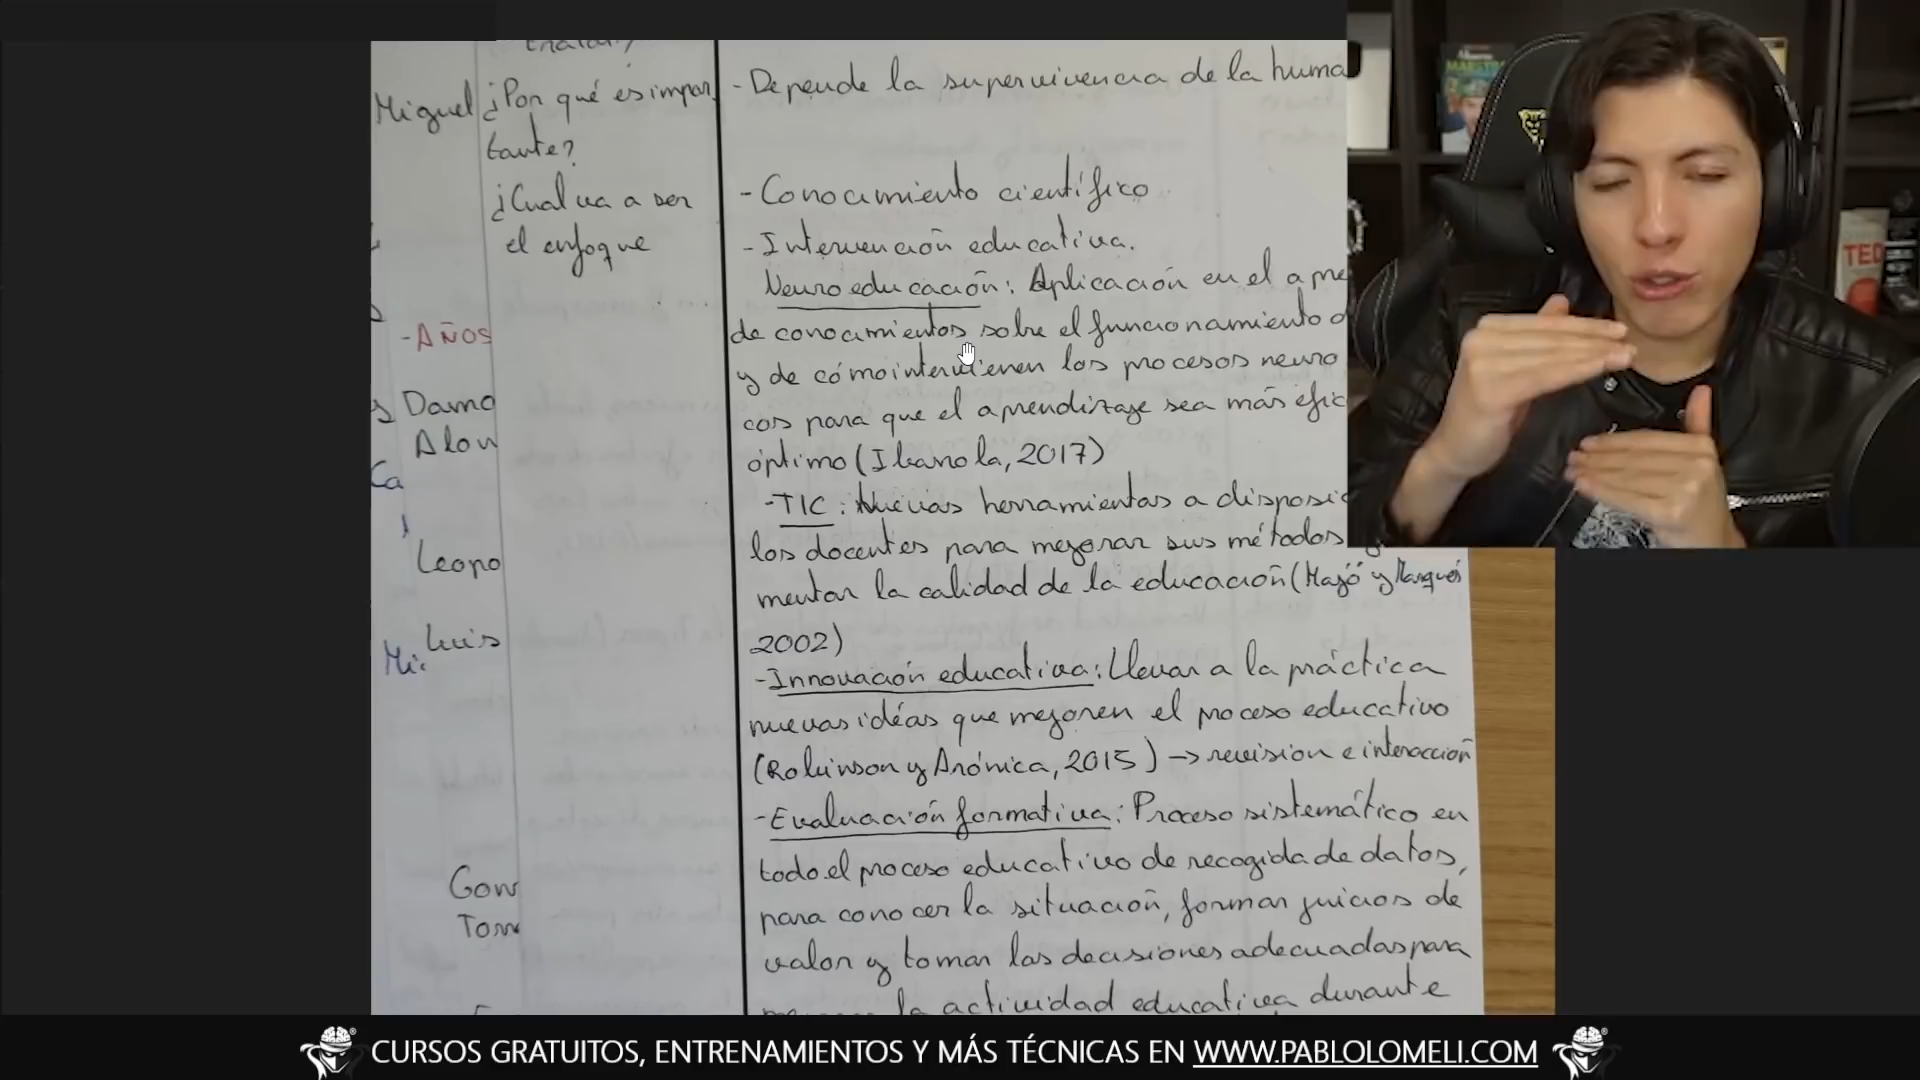 Miguel
¿Por qué es impor
tante?
¿Cual va a ser
el enfoque
-AÑOS
Damo
Alon
Ca
Leopo
Luis
Mi
Gon
Tom
- Depende la supervivencia de la huma
- Conocimiento científico
- Intervención educativa.
Neuroeducación: Aplicación en el apre
de conocimientos sobre el funcionamiento d
y de cómo intervienen los procesos neuro
cos para que el aprendizaje sea más efic
óptimo (Ibarrola, 2017)
- TIC: Nuevas herramientas a disposic
los docentes para mejorar sus métodos
mentar la calidad de la educación (Majó y Marqués
2002)
- Innovación educativa: Llevar a la práctica
nuevas idéas que mejoren el proceso educativo
(Robinson y Arónica, 2015) → revision e interacción
- Evaluación formativa: Proceso sistemático en
todo el proceso educativo de recogida de datos,
para conocer la situación, formar juicios de
valor y tomar las decisiones adecuadas para
la actividad educativa durante
TED
CURSOS GRATUITOS, ENTRENAMIENTOS Y MÁS TÉCNICAS EN WWW.PABLOLOMELI.COM